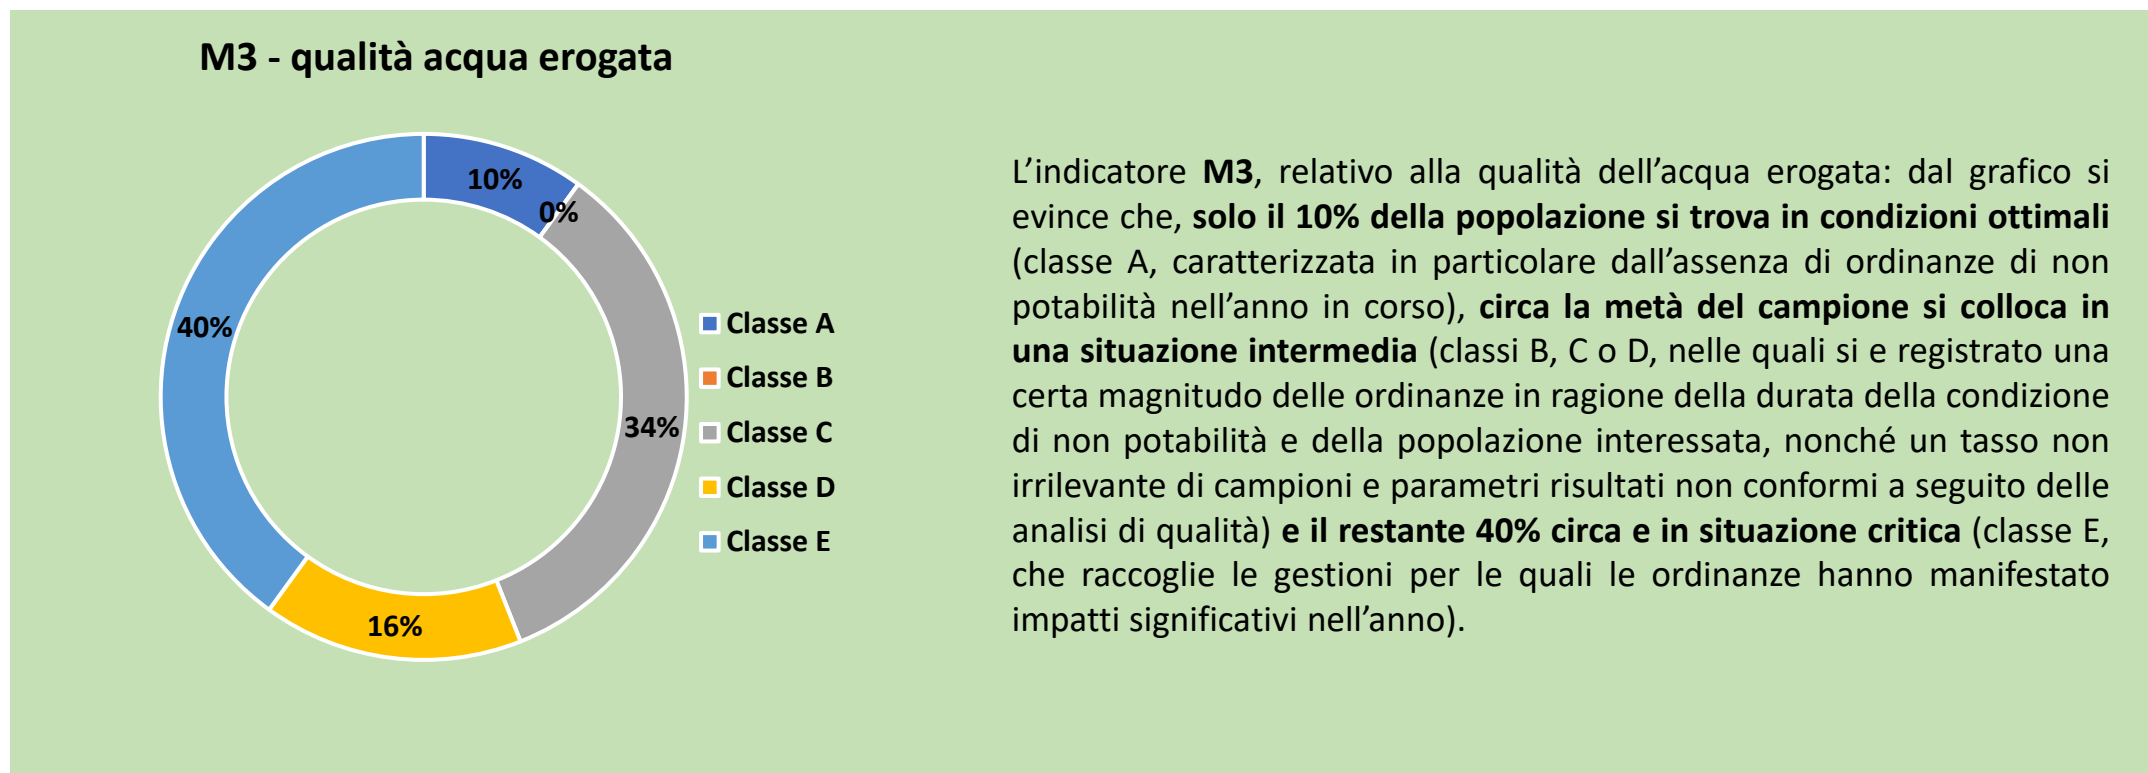 M3 - qualità acqua erogata
10%
0%
40%
34%
16%
Classe A
Classe B
Classe C
Classe D
Classe E
L’indicatore M3, relativo alla qualità dell’acqua erogata: dal grafico si
evince che, solo il 10% della popolazione si trova in condizioni ottimali
(classe A, caratterizzata in particolare dall’assenza di ordinanze di non
potabilità nell’anno in corso), circa la metà del campione si colloca in
una situazione intermedia (classi B, C o D, nelle quali si e registrato una
certa magnitudo delle ordinanze in ragione della durata della condizione
di non potabilità e della popolazione interessata, nonché un tasso non
irrilevante di campioni e parametri risultati non conformi a seguito delle
analisi di qualità) e il restante 40% circa e in situazione critica (classe E,
che raccoglie le gestioni per le quali le ordinanze hanno manifestato
impatti significativi nell’anno).